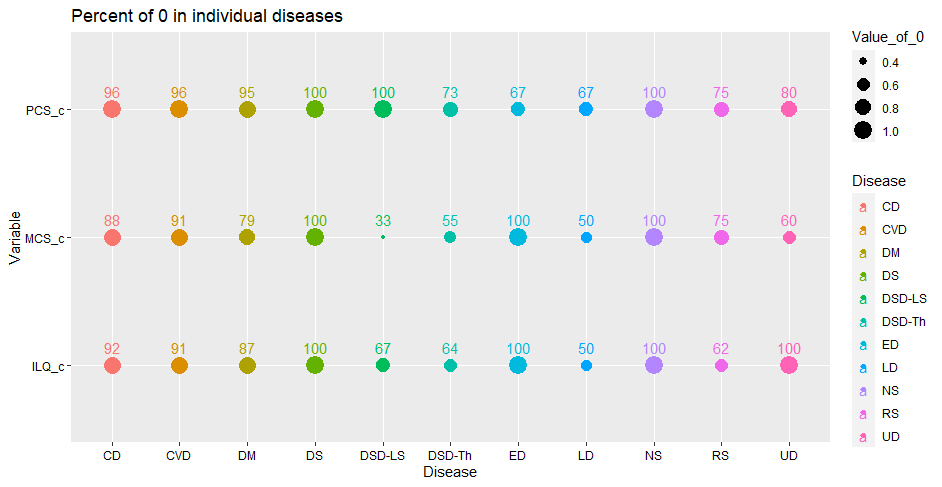 Percent of 0 in individual diseases
Variable
PCS_c
96 96 95 100 100 73 67 67 100 75 80
MCS_c
88 91 79 100 33 55 100 50 100 75 60
ILQ_c
92 91 87 100 67 64 100 50 100 62 100
CD CVD DM DS DSD-LS DSD-Th ED LD NS RS UD
Disease
Value_of_0
0.4
0.6
0.8
1.0
Disease
a CD
a CVD
a DM
a DS
a DSD-LS
a DSD-Th
a ED
a LD
a NS
a RS
a UD